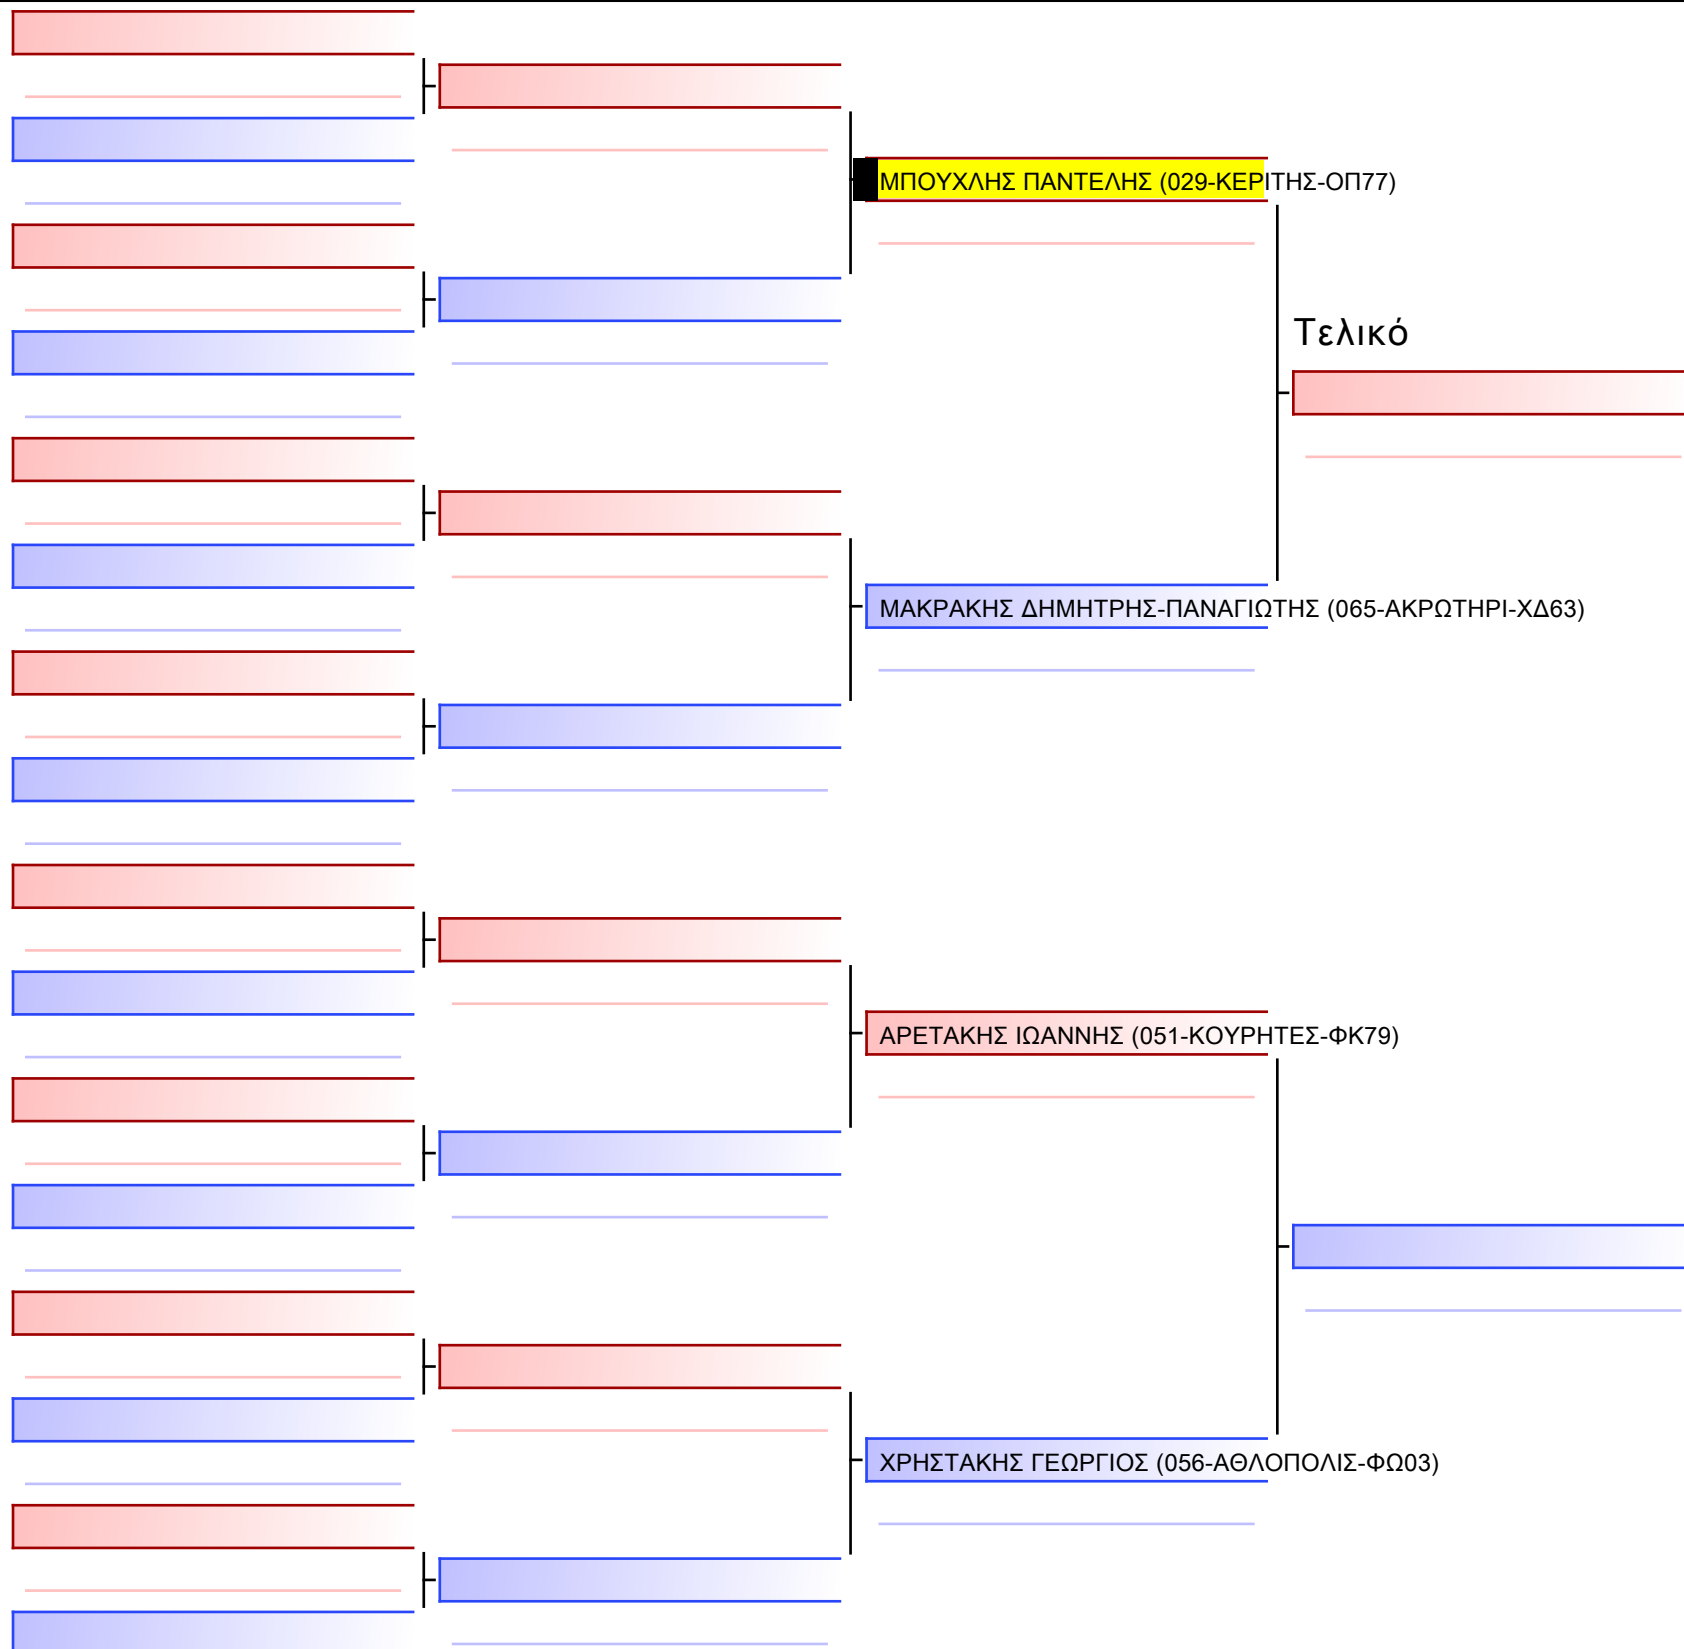 ΜΠΟΥΧΛΗΣ ΠΑΝΤΕΛΗΣ (029-ΚΕΡΙΤΗΣ-ΟΠ77)
Τελικό
ΜΑΚΡΑΚΗΣ ΔΗΜΗΤΡΗΣ-ΠΑΝΑΓΙΩΤΗΣ (065-ΑΚΡΩΤΗΡΙ-ΧΔ63)
ΑΡΕΤΑΚΗΣ ΙΩΑΝΝΗΣ (051-ΚΟΥΡΗΤΕΣ-ΦΚ79)
ΧΡΗΣΤΑΚΗΣ ΓΕΩΡΓΙΟΣ (056-ΑΘΛΟΠΟΛΙΣ-ΦΩ03)